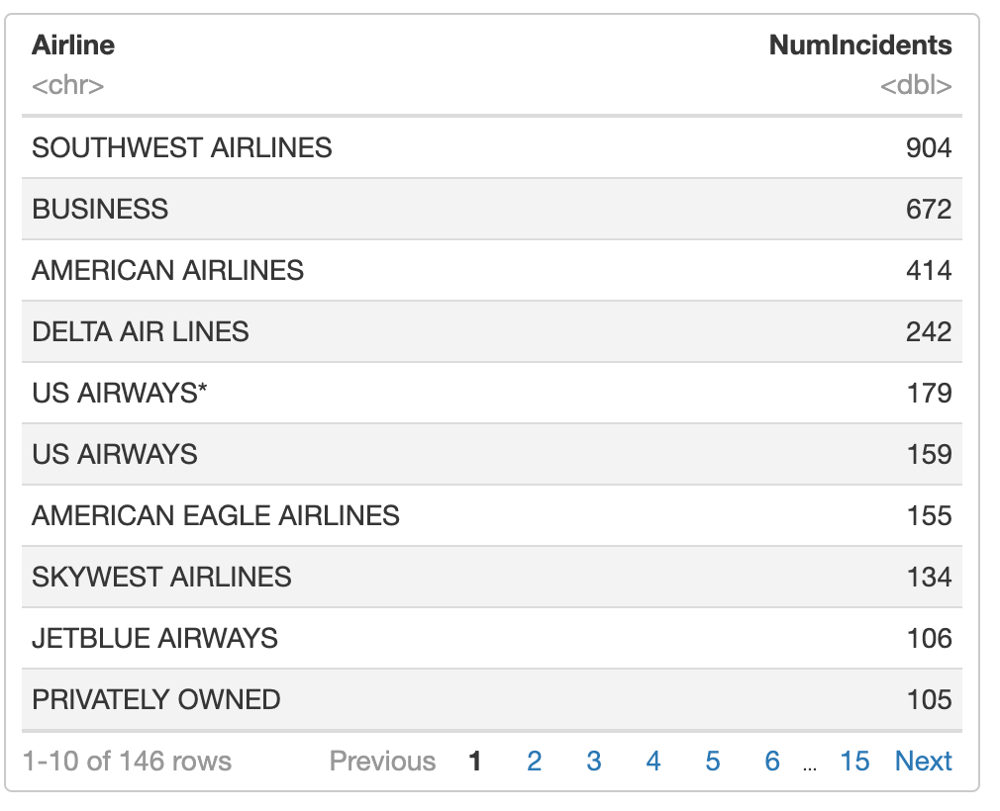 Airline NumIncidents
<chr> <dbl>
SOUTHWEST AIRLINES 904
BUSINESS 672
AMERICAN AIRLINES 414
DELTA AIR LINES 242
US AIRWAYS* 179
US AIRWAYS 159
AMERICAN EAGLE AIRLINES 155
SKYWEST AIRLINES 134
JETBLUE AIRWAYS 106
PRIVATELY OWNED 105
1-10 of 146 rows Previous 1 2 3 4 5 6 ... 15 Next